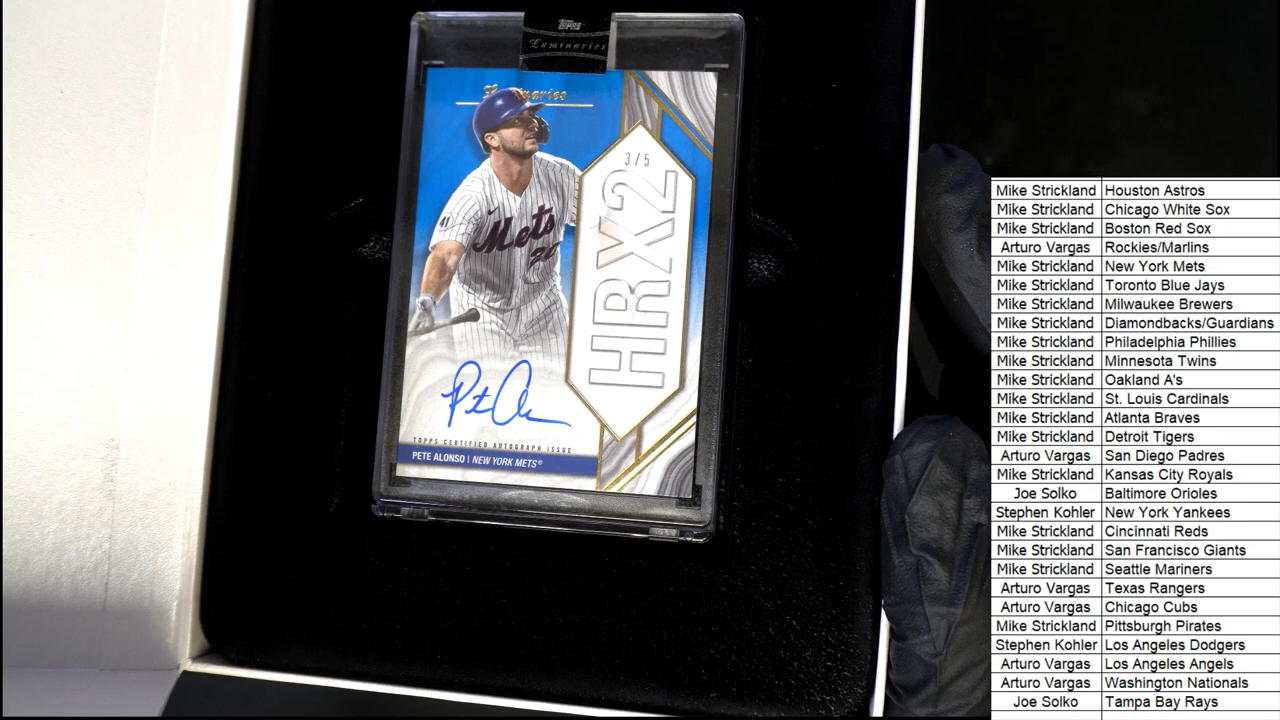 Topps
Luminaries
Luminaries
3/5
HRX2
41
Mets
20
Pete A
TOPPS CERTIFIED AUTOGRAPH ISSUE
PETE ALONSO | NEW YORK METS®
Mike Strickland Houston Astros
Mike Strickland Chicago White Sox
Mike Strickland Boston Red Sox
Arturo Vargas Rockies/Marlins
Mike Strickland New York Mets
Mike Strickland Toronto Blue Jays
Mike Strickland Milwaukee Brewers
Mike Strickland Diamondbacks/Guardians
Mike Strickland Philadelphia Phillies
Mike Strickland Minnesota Twins
Mike Strickland Oakland A's
Mike Strickland St. Louis Cardinals
Mike Strickland Atlanta Braves
Mike Strickland Detroit Tigers
Arturo Vargas San Diego Padres
Mike Strickland Kansas City Royals
Joe Solko Baltimore Orioles
Stephen Kohler New York Yankees
Mike Strickland Cincinnati Reds
Mike Strickland San Francisco Giants
Mike Strickland Seattle Mariners
Arturo Vargas Texas Rangers
Arturo Vargas Chicago Cubs
Mike Strickland Pittsburgh Pirates
Stephen Kohler Los Angeles Dodgers
Arturo Vargas Los Angeles Angels
Arturo Vargas Washington Nationals
Joe Solko Tampa Bay Rays